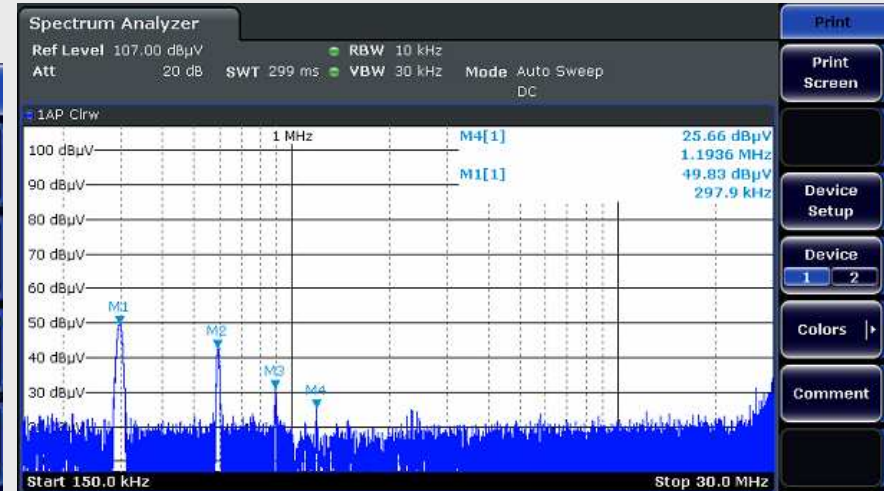 Spectrum Analyzer
Ref Level 107.00 dBµV RBW 10 kHz
Att 20 dB SWT 299 ms VBW 30 kHz Mode Auto Sweep
DC
1AP Clrw
1 MHz
M4[1] 25.66 dBµV
1.1936 MHz
M1[1] 49.83 dBµV
297.9 kHz
100 dBµV
90 dBµV
80 dBµV
70 dBµV
60 dBµV
M1
50 dBµV
M2
40 dBµV
M3
M4
30 dBµV
Start 150.0 kHz Stop 30.0 MHz
Print
Print
Screen
Device
Setup
Device
1 2
Colors
Comment